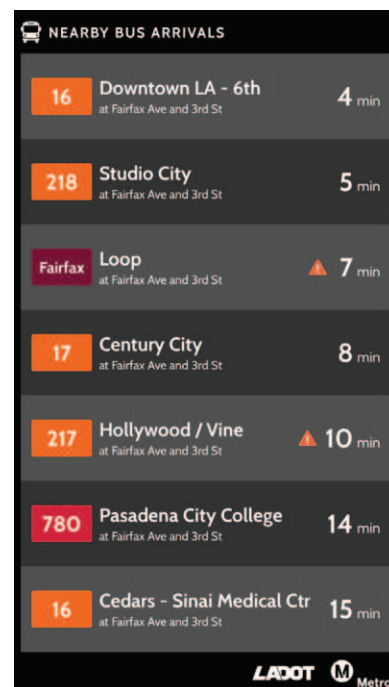 NEARBY BUS ARRIVALS
16 Downtown LA - 6th 4 min
at Fairfax Ave and 3rd St
218 Studio City 5 min
at Fairfax Ave and 3rd St
Fairfax Loop 7 min
at Fairfax Ave and 3rd St
17 Century City 8 min
at Fairfax Ave and 3rd St
217 Hollywood / Vine 10 min
at Fairfax Ave and 3rd St
780 Pasadena City College 14 min
at Fairfax Ave and 3rd St
16 Cedars - Sinai Medical Ctr 15 min
at Fairfax Ave and 3rd St
LADOT M Metro